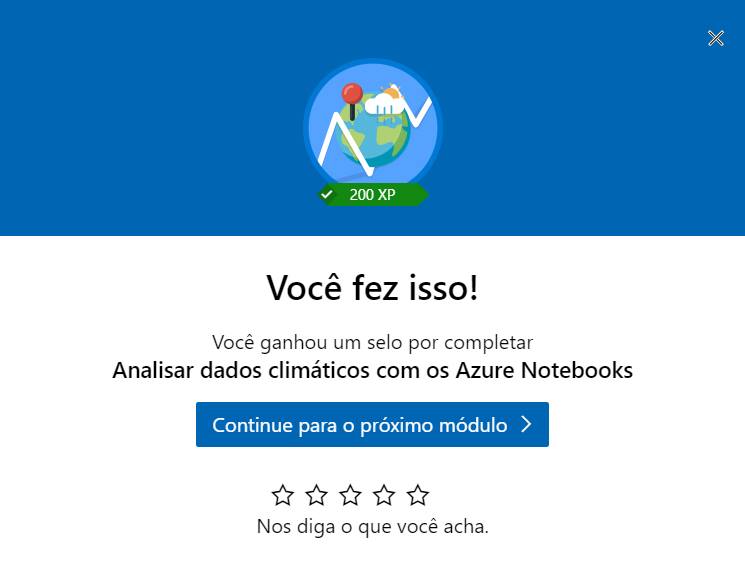 200 XP
Você fez isso!
Você ganhou um selo por completar
Analisar dados climáticos com os Azure Notebooks
Continue para o próximo módulo
Nos diga o que você acha.